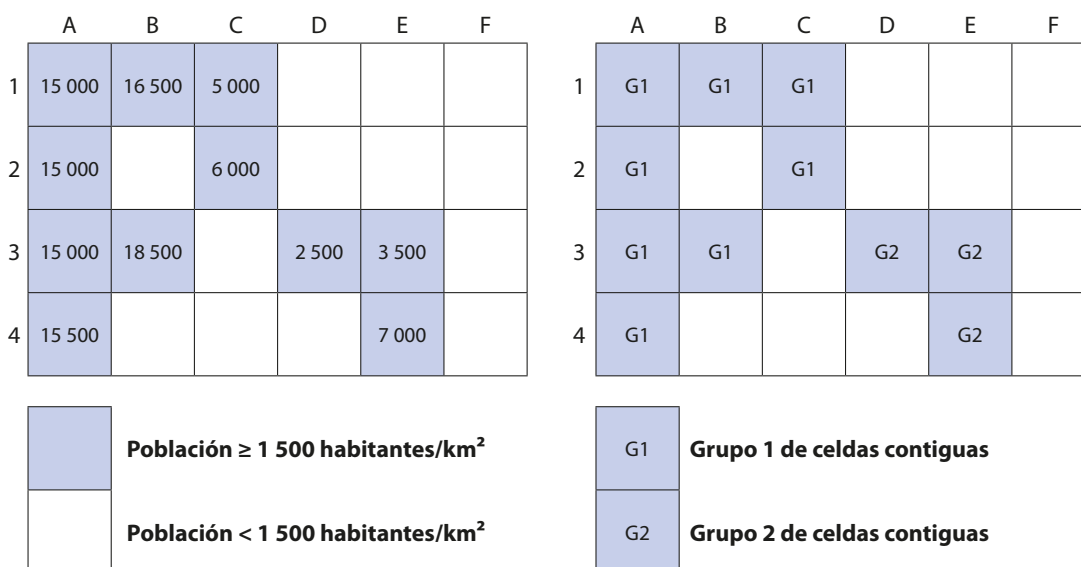 A B C D E F A B C D E F
1 15 000 16 500 5 000 1 G1 G1 G1
2 15 000 6 000 2 G1 G1
3 15 000 18 500 2 500 3 500 3 G1 G1 G2 G2
4 15 500 7 000 4 G1 G2
Población ≥ 1 500 habitantes/km² G1 Grupo 1 de celdas contiguas
Población < 1 500 habitantes/km² G2 Grupo 2 de celdas contiguas